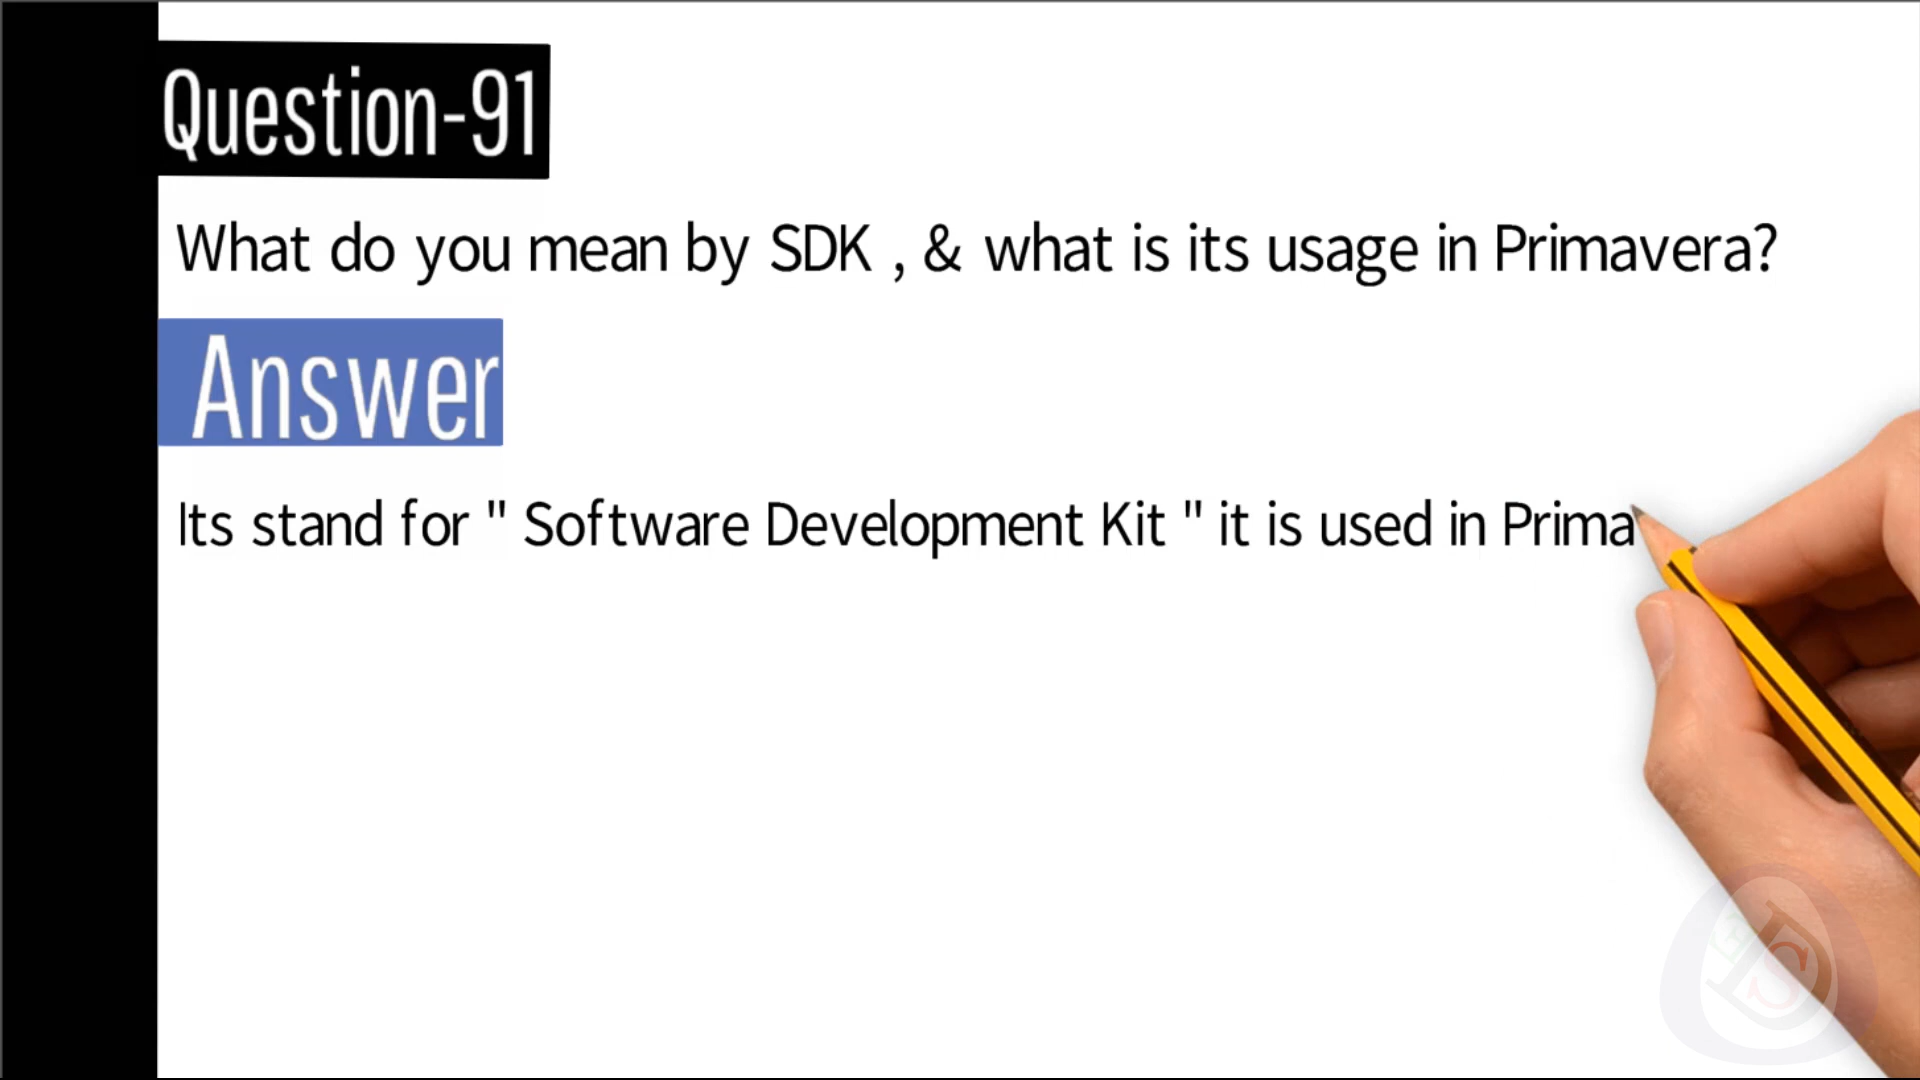 Question-91
What do you mean by SDK , & what is its usage in Primavera?
Answer
Its stand for " Software Development Kit " it is used in Prima